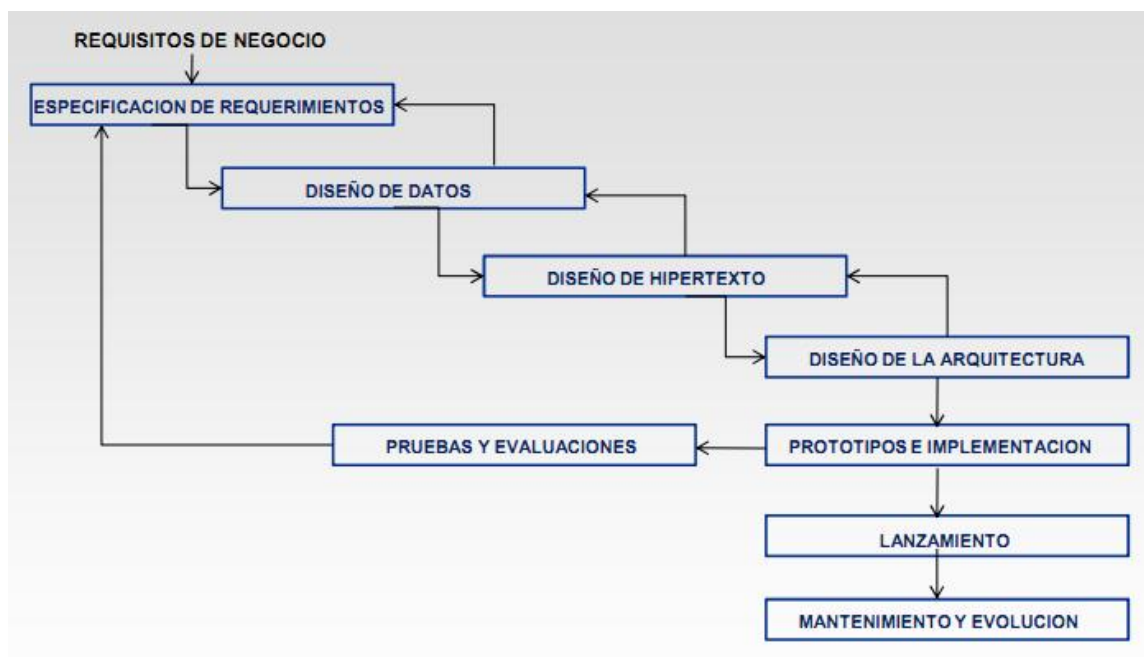 REQUISITOS DE NEGOCIO
ESPECIFICACION DE REQUERIMIENTOS
DISEÑO DE DATOS
DISEÑO DE HIPERTEXTO
DISEÑO DE LA ARQUITECTURA
PRUEBAS Y EVALUACIONES
PROTOTIPOS E IMPLEMENTACION
LANZAMIENTO
MANTENIMIENTO Y EVOLUCION